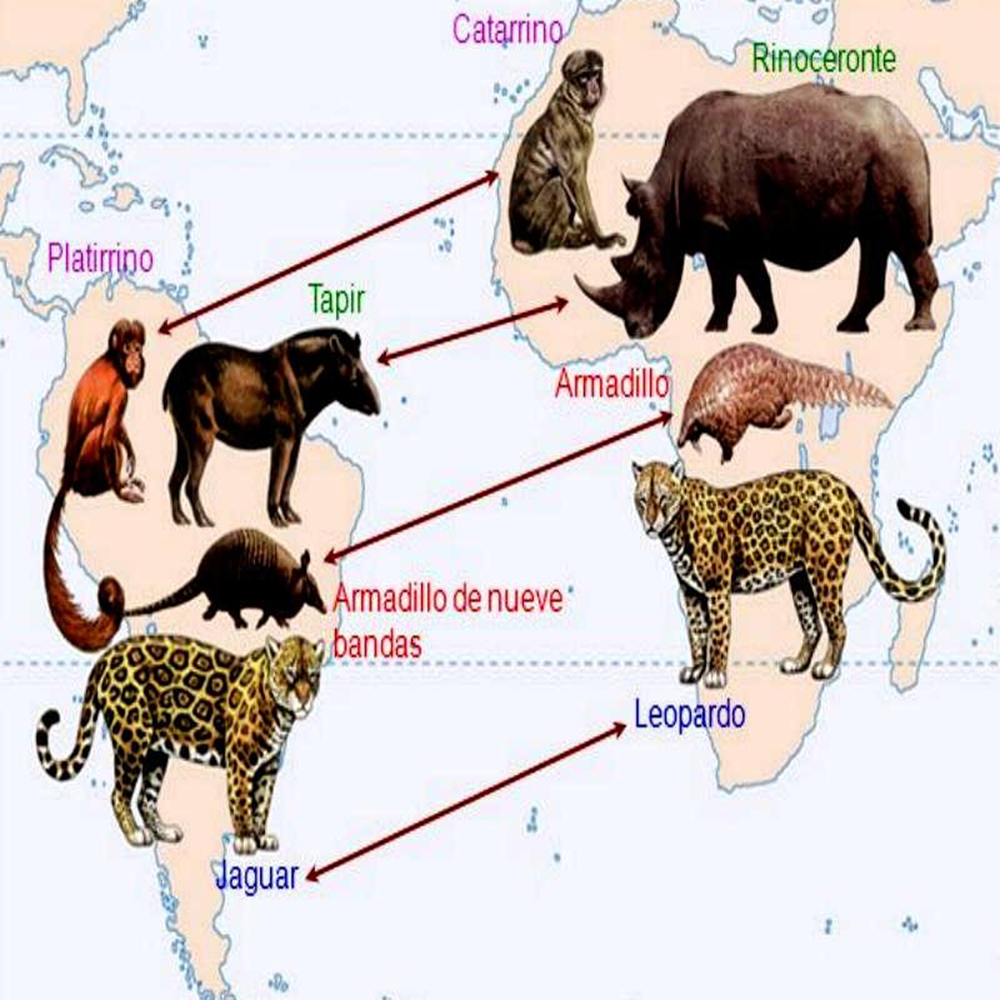 Catarrino
Rinoceronte
Platirrino
Tapir
Armadillo
Armadillo de nueve
bandas
Leopardo
Jaguar